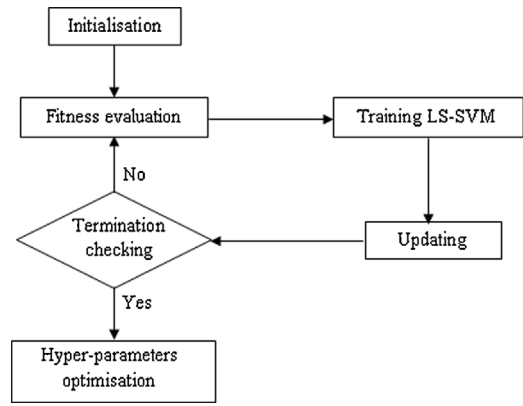 Initialisation
Fitness evaluation
Training LS-SVM
No
Termination
checking
Updating
Yes
Hyper-parameters
optimisation